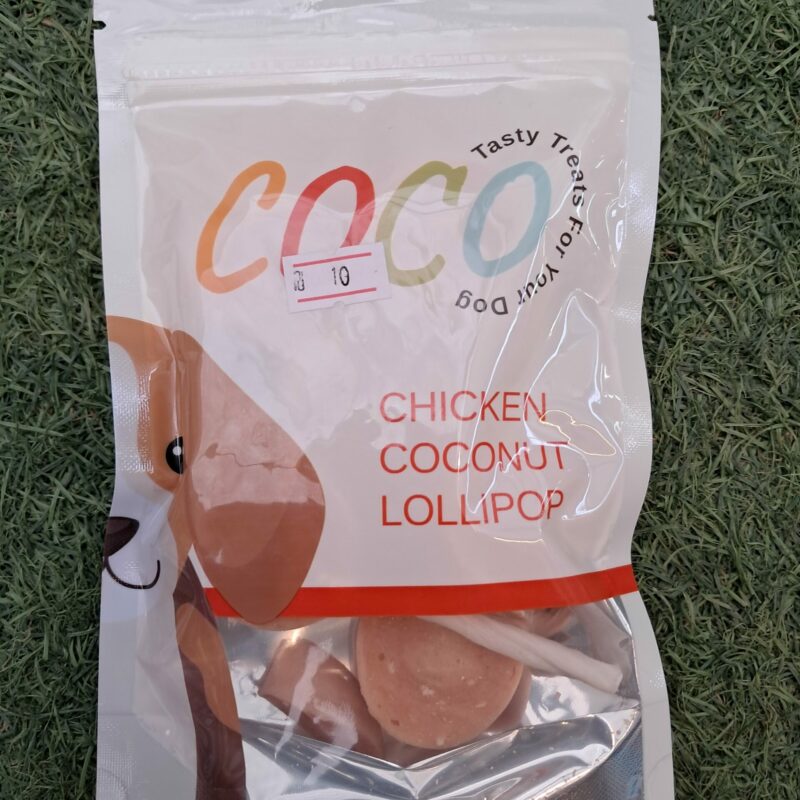 COCO
Tasty Treats For Your Dog
₪ 10
CHICKEN
COCONUT
LOLLIPOP